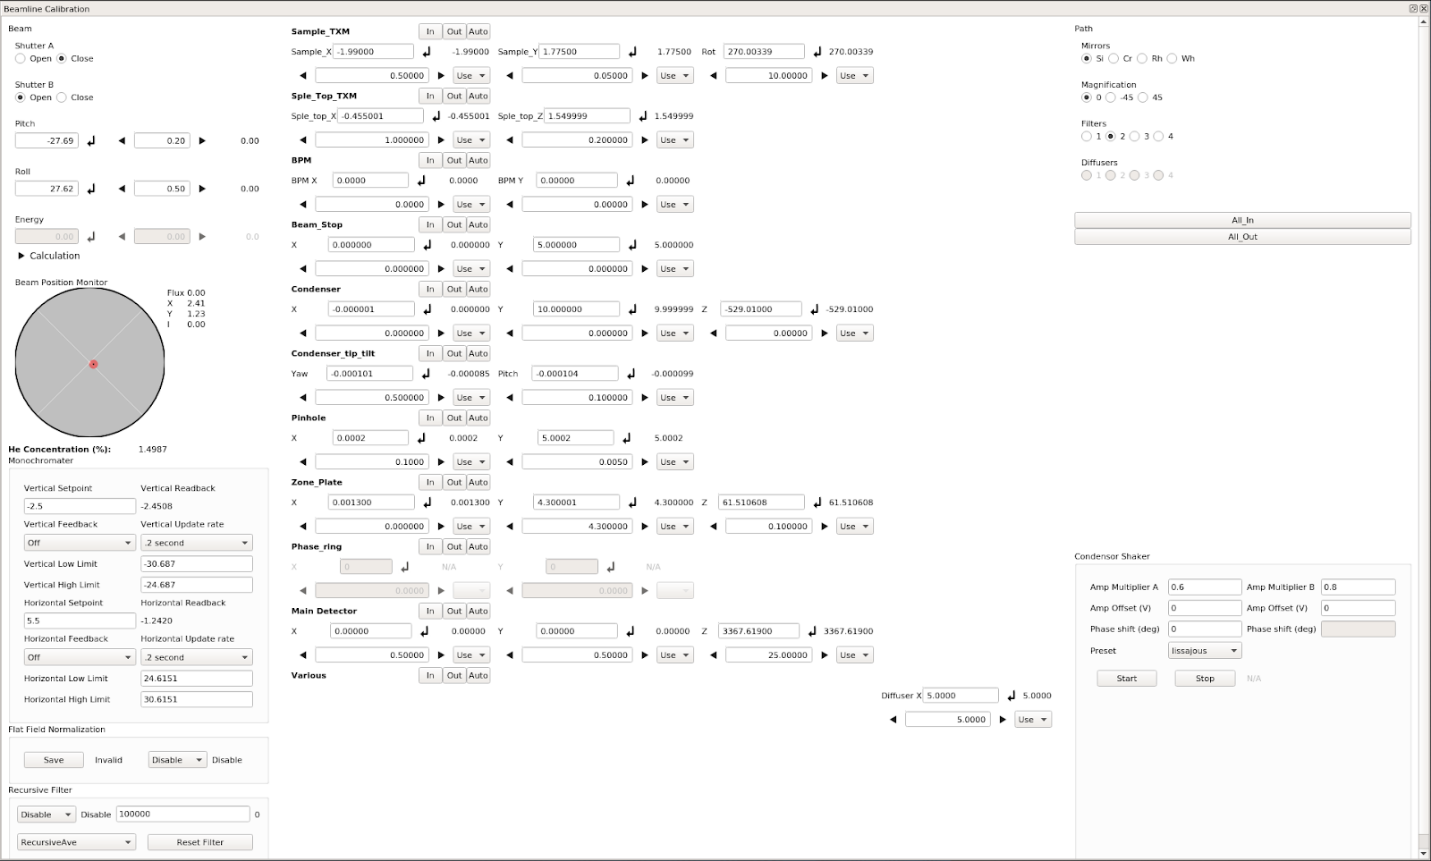 Beamline Calibration
Beam
Shutter A
Open Close
Shutter B
Open Close
Pitch
-27.69 0.20 0.00
Roll
27.62 0.50 0.00
Energy
0.00 0.00 0.0
Calculation
Beam Position Monitor
Flux 0.00
X 2.41
Y 1.23
I 0.00
He Concentration (%): 1.4987
Monochromater
Vertical Setpoint Vertical Readback
-2.5 -2.4508
Vertical Feedback Vertical Update rate
Off .2 second
Vertical Low Limit -30.687
Vertical High Limit -24.687
Horizontal Setpoint Horizontal Readback
5.5 -1.2420
Horizontal Feedback Horizontal Update rate
Off .2 second
Horizontal Low Limit 24.6151
Horizontal High Limit 30.6151
Flat Field Normalization
Save Invalid Disable Disable
Recursive Filter
Disable Disable 100000 0
RecursiveAve Reset Filter
Sample_TXM In Out Auto
Sample_X -1.99000 -1.99000 Sample_Y 1.77500 1.77500 Rot 270.00339 270.00339
0.50000 Use 0.05000 Use 10.00000 Use
Sple_Top_TXM In Out Auto
Sple_top_X -0.455001 -0.455001 Sple_top_Z 1.549999 1.549999
1.000000 Use 0.200000 Use
BPM In Out Auto
BPM X 0.0000 0.0000 BPM Y 0.00000 0.00000
0.0000 Use 0.00000 Use
Beam_Stop In Out Auto
X 0.000000 0.000000 Y 5.000000 5.000000
0.000000 Use 0.000000 Use
Condenser In Out Auto
X -0.000001 0.000000 Y 10.000000 9.999999 Z -529.01000 -529.01000
0.000000 Use 0.000000 Use 0.00000 Use
Condenser_tip_tilt In Out Auto
Yaw -0.000101 -0.000085 Pitch -0.000104 -0.000099
0.500000 Use 0.100000 Use
Pinhole In Out Auto
X 0.0002 0.0002 Y 5.0002 5.0002
0.1000 Use 0.0050 Use
Zone_Plate In Out Auto
X 0.001300 0.001300 Y 4.300001 4.300000 Z 61.510608 61.510608
0.000000 Use 4.300000 Use 0.100000 Use
Phase_ring In Out Auto
X 0 N/A Y 0 N/A
0.0000 0.0000
Main Detector In Out Auto
X 0.00000 0.00000 Y 0.00000 0.00000 Z 3367.61900 3367.61900
0.50000 Use 0.50000 Use 25.00000 Use
Various In Out Auto
Diffuser X 5.0000 5.0000
5.0000 Use
Path
Mirrors
Si Cr Rh Wh
Magnification
0 -45 45
Filters
1 2 3 4
Diffusers
1 2 3 4
All_In
All_Out
Condensor Shaker
Amp Multiplier A 0.6 Amp Multiplier B 0.8
Amp Offset (V) 0 Amp Offset (V) 0
Phase shift (deg) 0 Phase shift (deg)
Preset lissajous
Start Stop N/A